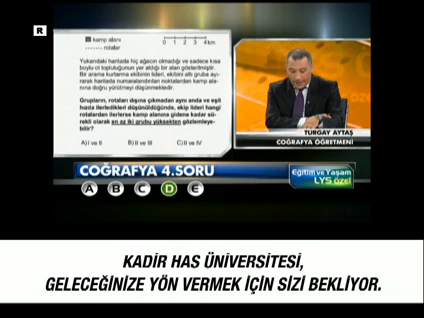 R
kamp alanı
0 1 2 3 4km
rotalar
Yukarıdaki haritada hiç ağacın olmadığı ve sadece kısa
boylu ot topluluğunun yer aldığı bir alan gösterilmiştir.
Bir arama kurtarma ekibinin lideri, ekibini altı gruba ayı-
rarak haritada numaralandırılan noktalardan kamp ala-
nına doğru yürütmeyi düşünmektedir.
Grupların, rotaları dışına çıkmadan aynı anda ve eşit
hızda ilerledikleri düşünüldüğünde, ekip lideri hangi
rotalardan ilerlerse kamp alanına gidene kadar sü-
rekli olarak en az iki grubu yüksekten gözlemleye-
bilir?
A) I ve II B) II ve III C) II ve IV
TURGAY AYTAŞ
COĞRAFYA ÖĞRETMENİ
COĞRAFYA 4.SORU
A B C D E
Eğitim ve Yaşam
LYS özel
KADİR HAS ÜNİVERSİTESİ,
GELECEĞİNİZE YÖN VERMEK İÇİN SİZİ BEKLİYOR.